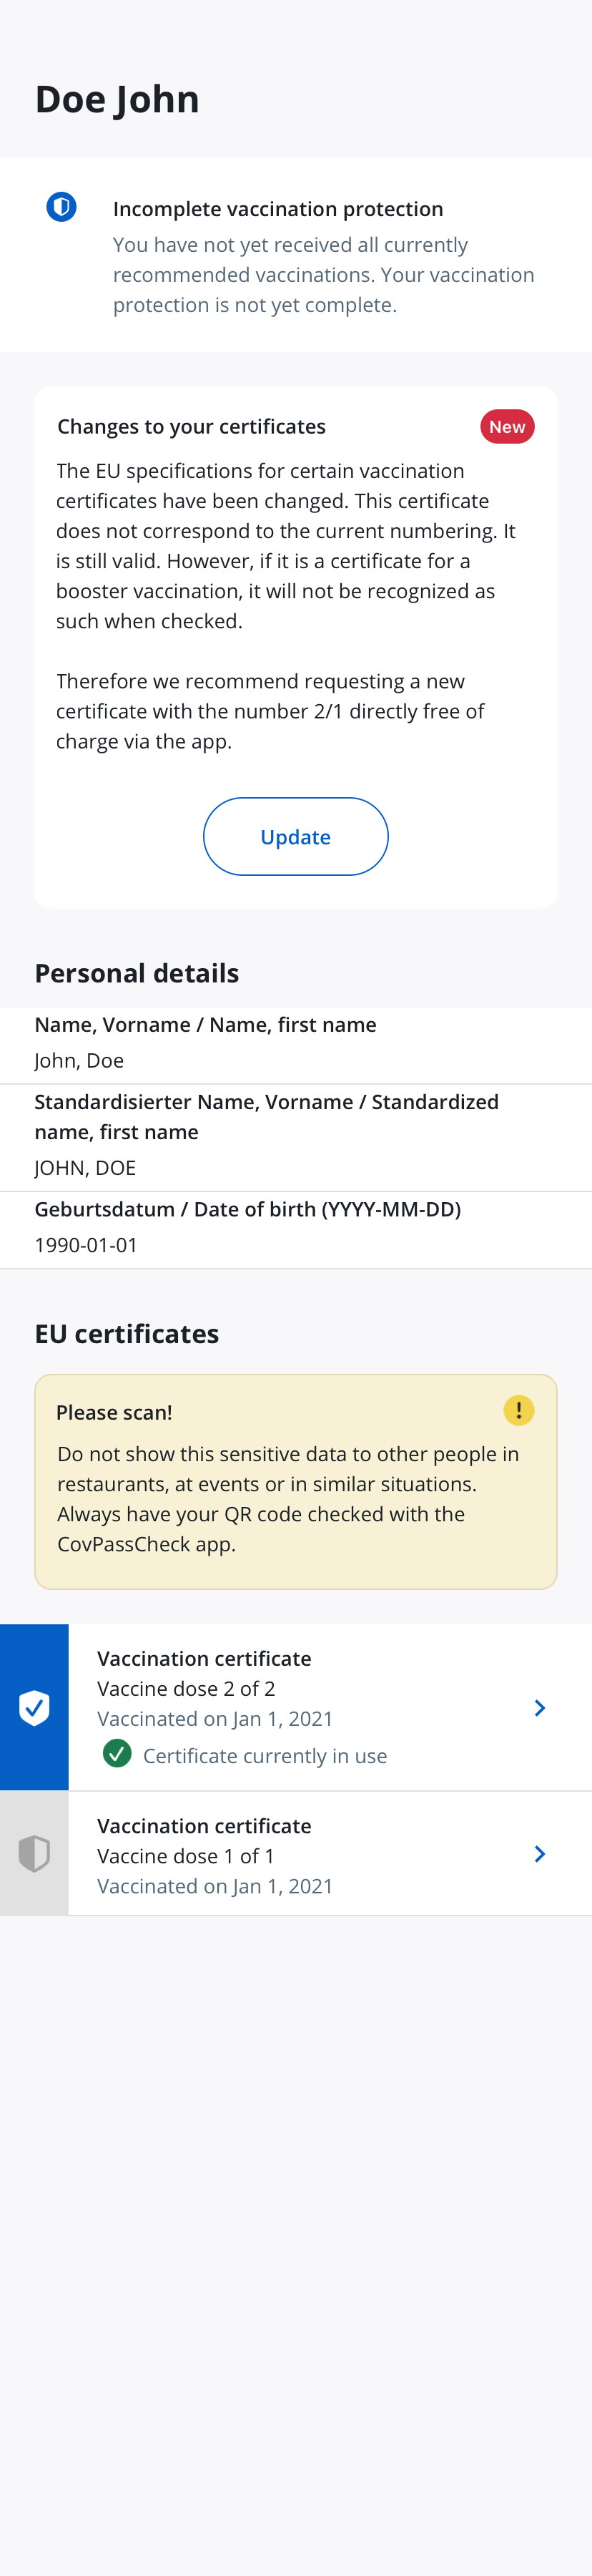 Doe John
Incomplete vaccination protection
You have not yet received all currently
recommended vaccinations. Your vaccination
protection is not yet complete.
Changes to your certificates
New
The EU specifications for certain vaccination
certificates have been changed. This certificate
does not correspond to the current numbering. It
is still valid. However, if it is a certificate for a
booster vaccination, it will not be recognized as
such when checked.
Therefore we recommend requesting a new
certificate with the number 2/1 directly free of
charge via the app.
Update
Personal details
Name, Vorname / Name, first name
John, Doe
Standardisierter Name, Vorname / Standardized
name, first name
JOHN, DOE
Geburtsdatum / Date of birth (YYYY-MM-DD)
1990-01-01
EU certificates
Please scan!
Do not show this sensitive data to other people in
restaurants, at events or in similar situations.
Always have your QR code checked with the
CovPassCheck app.
Vaccination certificate
Vaccine dose 2 of 2
Vaccinated on Jan 1, 2021
Certificate currently in use
Vaccination certificate
Vaccine dose 1 of 1
Vaccinated on Jan 1, 2021